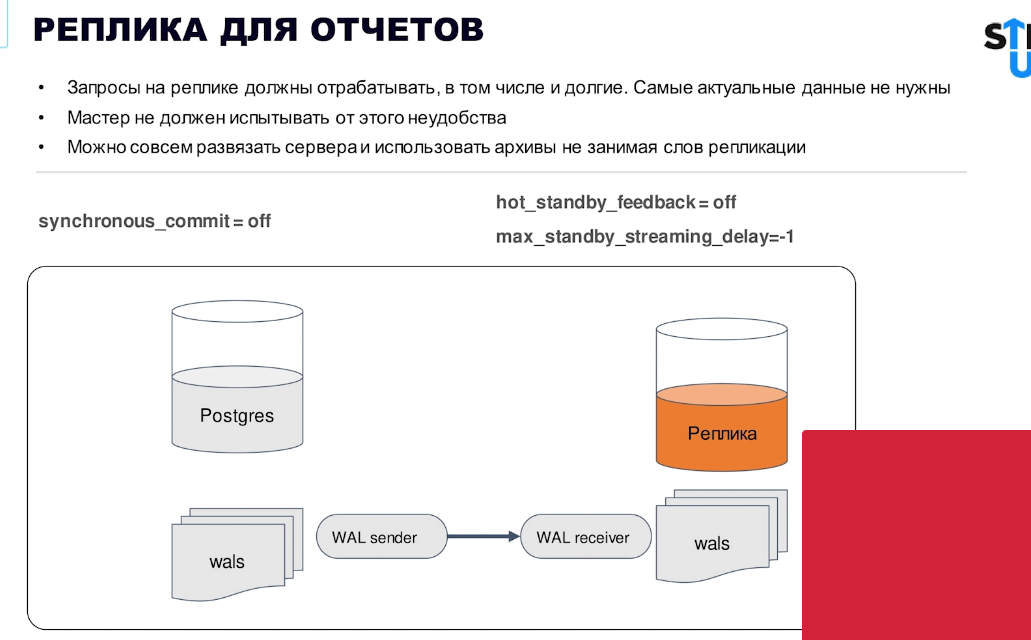 РЕПЛИКА ДЛЯ ОТЧЕТОВ
• Запросы на реплике должны отрабатывать, в том числе и долгие. Самые актуальные данные не нужны
• Мастер не должен испытывать от этого неудобства
• Можно совсем развязать сервера и использовать архивы не занимая слов репликации
synchronous_commit = off
hot_standby_feedback = off
max_standby_streaming_delay=-1
Postgres
Реплика
WAL sender
WAL receiver
wals
wals